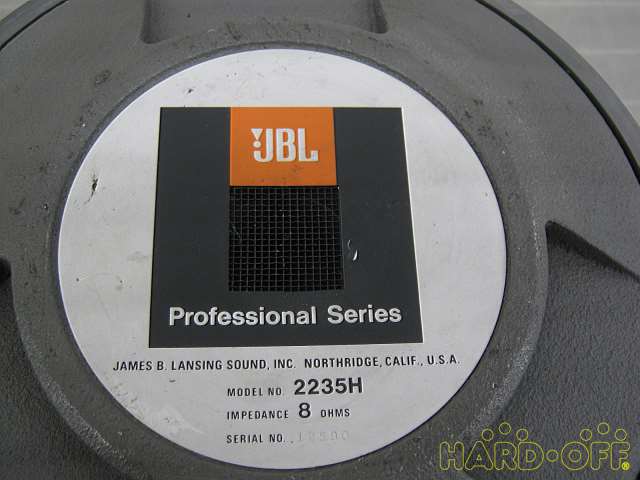 JBL
Professional Series
JAMES B. LANSING SOUND, INC. NORTHRIDGE, CALIF., U.S.A.
MODEL NO. 2235H
IMPEDANCE 8 OHMS
SERIAL NO.
HARD-OFF